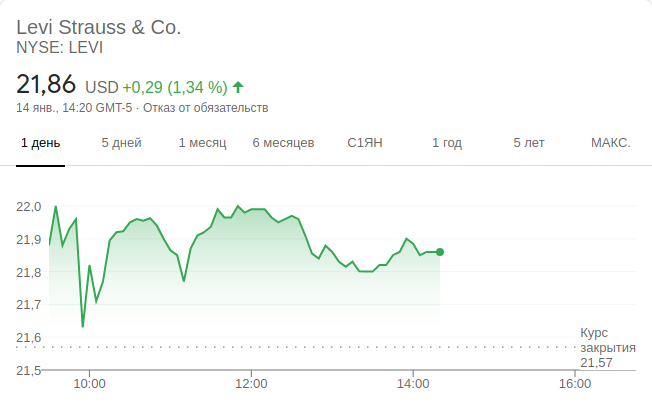 Levi Strauss & Co.
NYSE: LEVI
21,86 USD +0,29 (1,34 %)
14 янв., 14:20 GMT-5 · Отказ от обязательств
1 день 5 дней 1 месяц 6 месяцев С1ЯН 1 год 5 лет МАКС.
22,0
21,9
21,8
21,7
21,6
21,5
Курс
закрытия
21,57
10:00 12:00 14:00 16:00